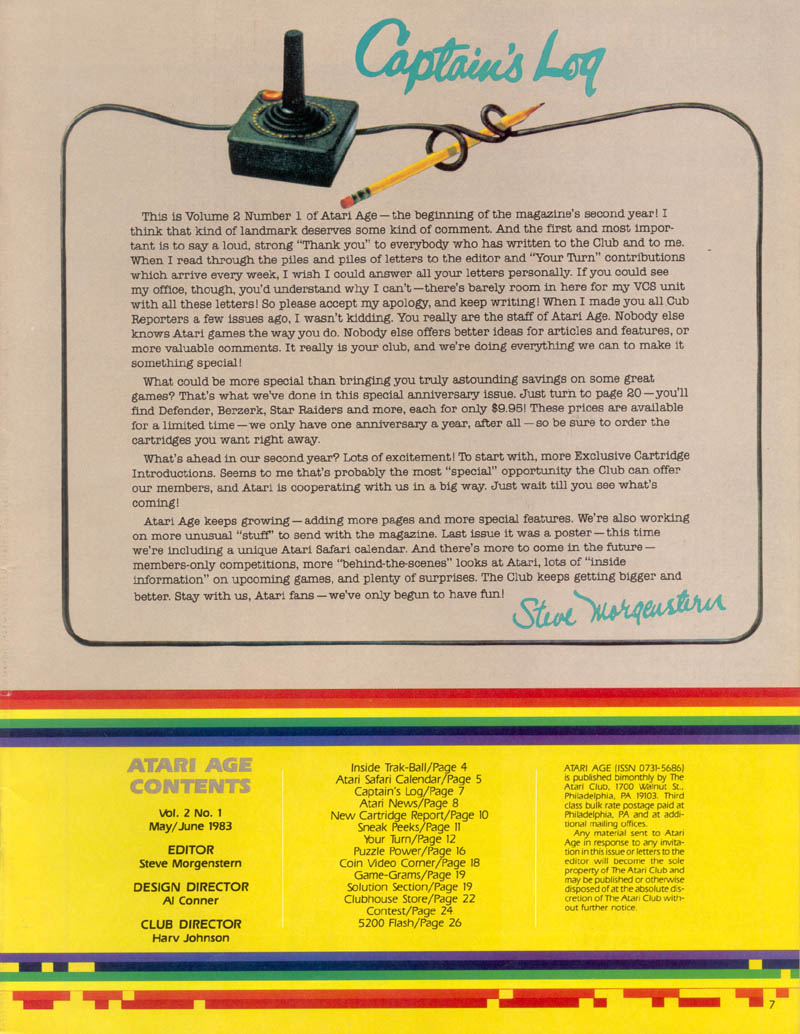 Captain's Log
This is Volume 2 Number 1 of Atari Age — the beginning of the magazine's second year! I
think that kind of landmark deserves some kind of comment. And the first and most impor-
tant is to say a loud, strong "Thank you" to everybody who has written to the Club and to me.
When I read through the piles and piles of letters to the editor and "Your Turn" contributions
which arrive every week, I wish I could answer all your letters personally. If you could see
my office, though, you'd understand why I can't — there's barely room in here for my VCS unit
with all these letters! So please accept my apology, and keep writing! When I made you all Cub
Reporters a few issues ago, I wasn't kidding. You really are the staff of Atari Age. Nobody else
knows Atari games the way you do. Nobody else offers better ideas for articles and features, or
more valuable comments. It really is your club, and we're doing everything we can to make it
something special!
What could be more special than bringing you truly astounding savings on some great
games? That's what we've done in this special anniversary issue. Just turn to page 20 — you'll
find Defender, Berzerk, Star Raiders and more, each for only $9.95! These prices are available
for a limited time — we only have one anniversary a year, after all — so be sure to order the
cartridges you want right away.
What's ahead in our second year? Lots of excitement! To start with, more Exclusive Cartridge
Introductions. Seems to me that's probably the most "special" opportunity the Club can offer
our members, and Atari is cooperating with us in a big way. Just wait till you see what's
coming!
Atari Age keeps growing — adding more pages and more special features. We're also working
on more unusual "stuff" to send with the magazine. Last issue it was a poster — this time
we're including a unique Atari Safari calendar. And there's more to come in the future —
members-only competitions, more "behind-the-scenes" looks at Atari, lots of "inside
information" on upcoming games, and plenty of surprises. The Club keeps getting bigger and
better. Stay with us, Atari fans — we've only begun to have fun!
Steve Morgenstern
ATARI AGE
CONTENTS
Vol. 2 No. 1
May/June 1983
EDITOR
Steve Morgenstern
DESIGN DIRECTOR
Al Conner
CLUB DIRECTOR
Harv Johnson
Inside Trak-Ball/Page 4
Atari Safari Calendar/Page 5
Captain's Log/Page 7
Atari News/Page 8
New Cartridge Report/Page 10
Sneak Peeks/Page 11
Your Turn/Page 12
Puzzle Power/Page 16
Coin Video Corner/Page 18
Game-Grams/Page 19
Solution Section/Page 19
Clubhouse Store/Page 22
Contest/Page 24
5200 Flash/Page 26
ATARI AGE (ISSN 0731-5686)
is published bimonthly by The
Atari Club, 1700 Walnut St.,
Philadelphia, PA 19103. Third
class bulk rate postage paid at
Philadelphia, PA and at addi-
tional mailing offices.
Any material sent to Atari
Age in response to any invita-
tion in this issue or letters to the
editor will become the sole
property of The Atari Club and
may be published or otherwise
disposed of at the absolute dis-
cretion of The Atari Club with-
out further notice.
7